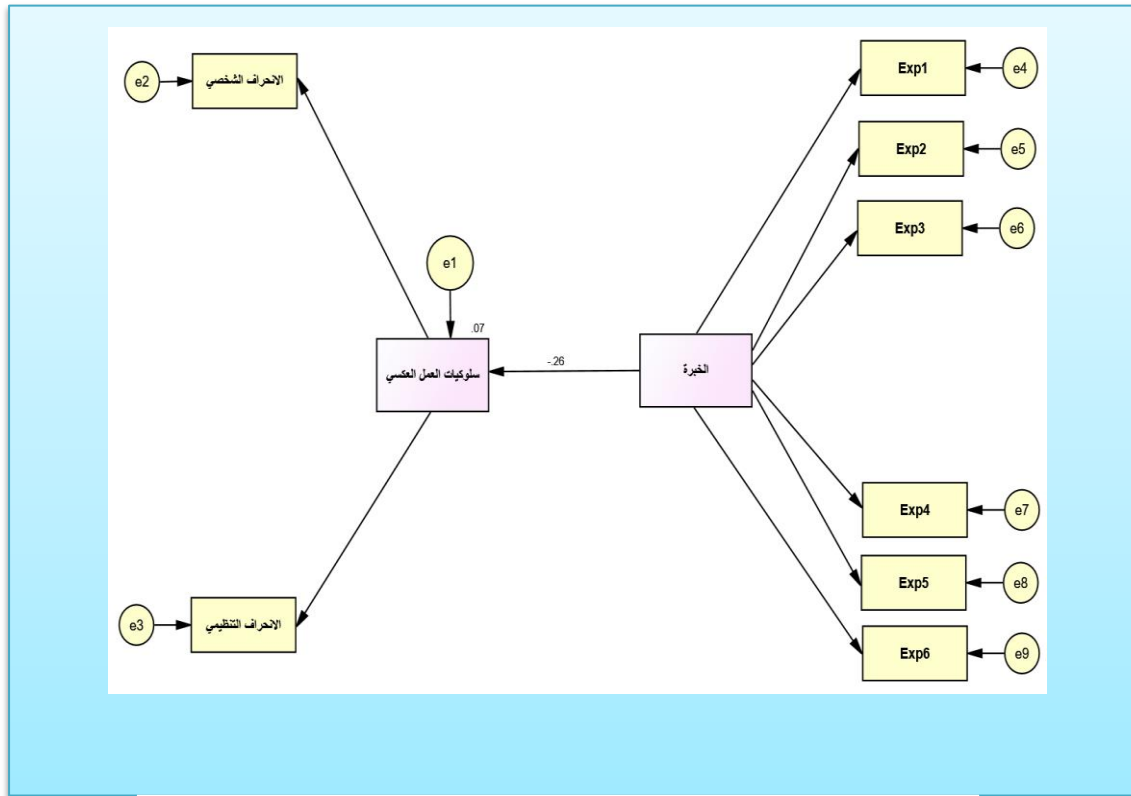 الانحراف الشخصي
e2
Exp1
e4
Exp2
e5
Exp3
e6
e1
.07
سلوكيات العمل العكسي
-.26
الخبرة
Exp4
e7
Exp5
e8
الانحراف التنظيمي
e3
Exp6
e9